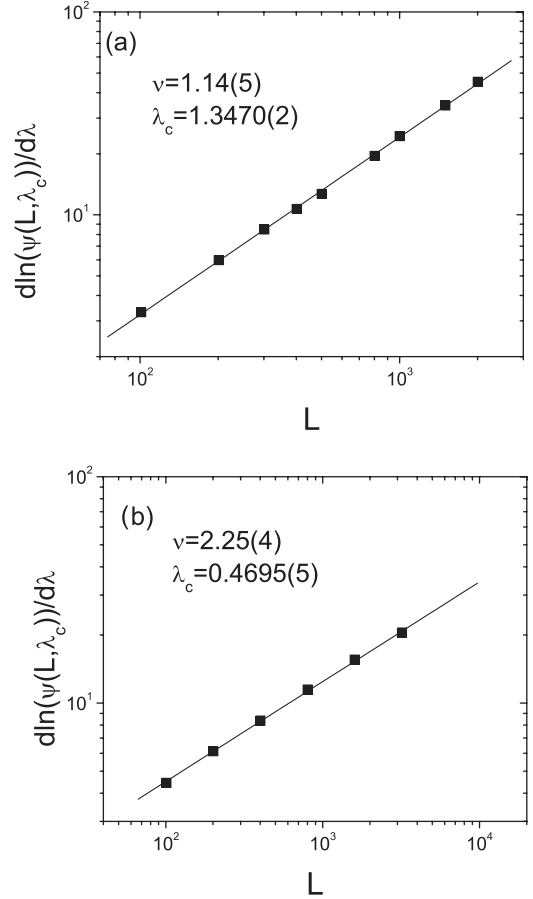 10²
(a)
ν=1.14(5)
λc=1.3470(2)
dln(ψ(L,λc))/dλ
10¹
10² 10³
L
10²
(b)
ν=2.25(4)
λc=0.4695(5)
dln(ψ(L,λc))/dλ
10¹
10² 10³ 10⁴
L